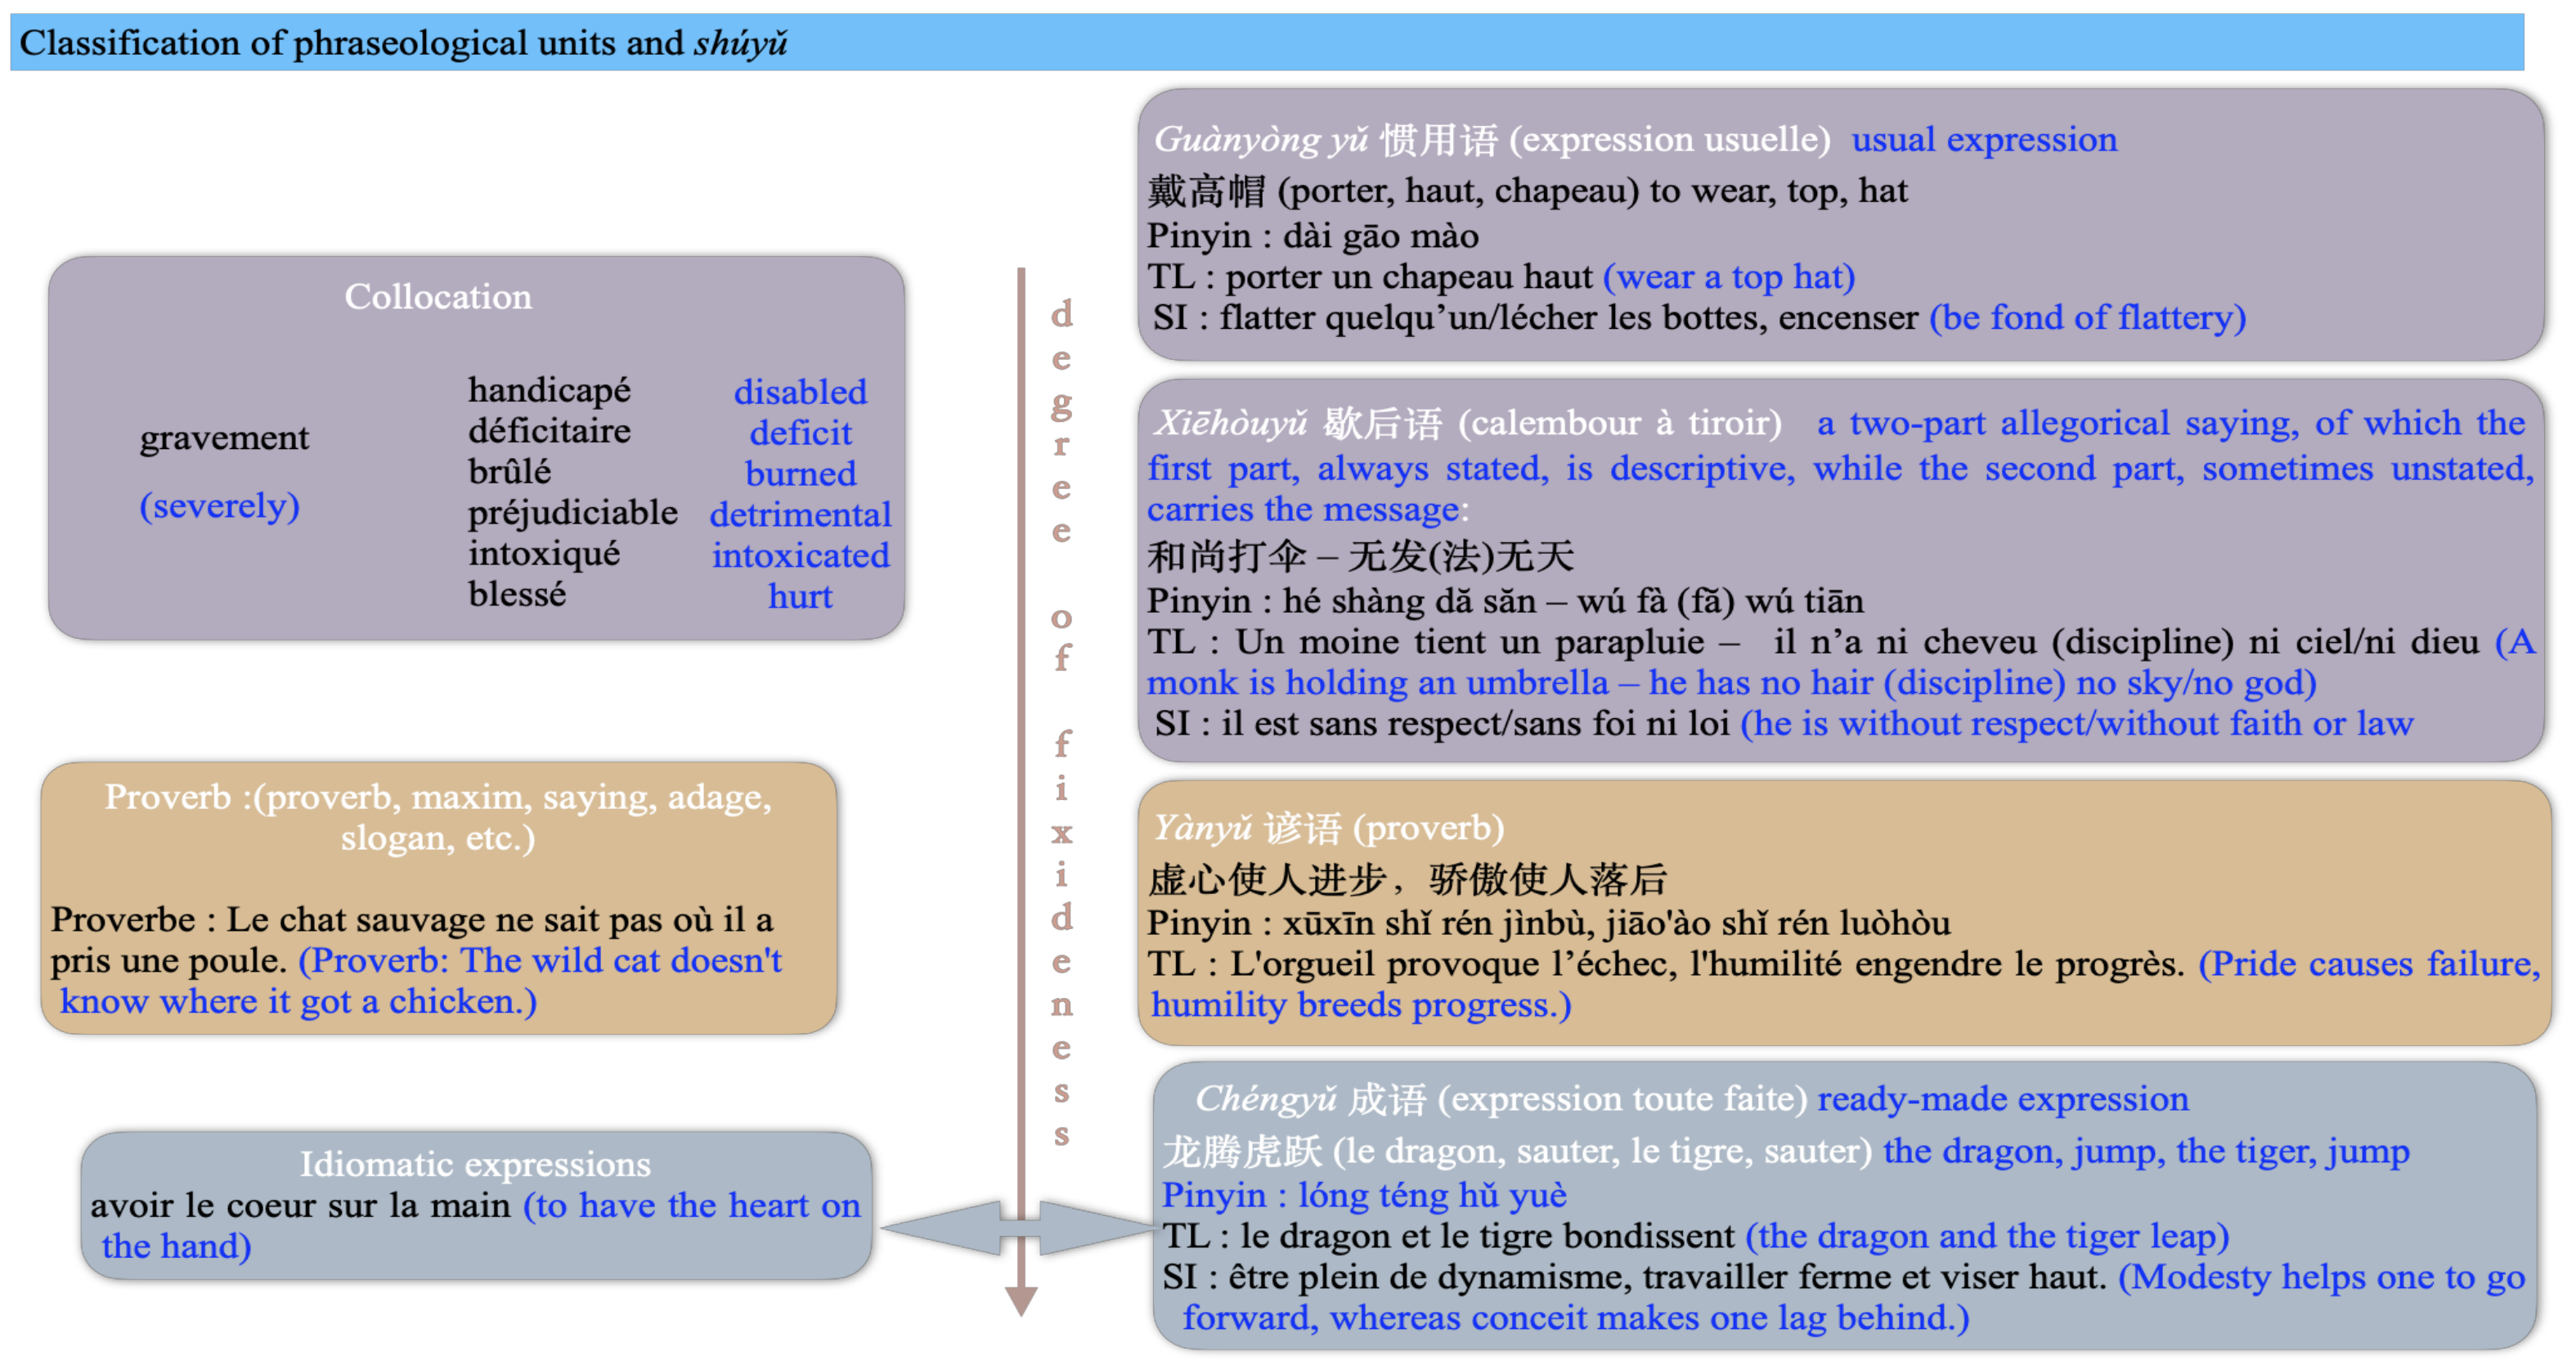 Classification of phraseological units and shúyǔ
Collocation
gravement
(severely)
handicapé disabled
déficitaire deficit
brûlé burned
préjudiciable detrimental
intoxiqué intoxicated
blessé hurt
Proverb :(proverb, maxim, saying, adage,
slogan, etc.)
Proverbe : Le chat sauvage ne sait pas où il a
pris une poule. (Proverb: The wild cat doesn't
know where it got a chicken.)
Idiomatic expressions
avoir le coeur sur la main (to have the heart on
the hand)
degree of fixideness
Guànyòng yǔ 惯用语 (expression usuelle) usual expression
戴高帽 (porter, haut, chapeau) to wear, top, hat
Pinyin : dài gāo mào
TL : porter un chapeau haut (wear a top hat)
SI : flatter quelqu’un/lécher les bottes, encenser (be fond of flattery)
Xiēhòuyǔ 歇后语 (calembour à tiroir) a two-part allegorical saying, of which the
first part, always stated, is descriptive, while the second part, sometimes unstated,
carries the message:
和尚打伞 – 无发(法)无天
Pinyin : hé shàng dǎ sǎn – wú fà (fǎ) wú tiān
TL : Un moine tient un parapluie – il n’a ni cheveu (discipline) ni ciel/ni dieu (A
monk is holding an umbrella – he has no hair (discipline) no sky/no god)
SI : il est sans respect/sans foi ni loi (he is without respect/without faith or law
Yànyǔ 谚语 (proverb)
虚心使人进步，骄傲使人落后
Pinyin : xūxīn shǐ rén jìnbù, jiāo'ào shǐ rén luòhòu
TL : L'orgueil provoque l’échec, l'humilité engendre le progrès. (Pride causes failure,
humility breeds progress.)
Chéngyǔ 成语 (expression toute faite) ready-made expression
龙腾虎跃 (le dragon, sauter, le tigre, sauter) the dragon, jump, the tiger, jump
Pinyin : lóng téng hǔ yuè
TL : le dragon et le tigre bondissent (the dragon and the tiger leap)
SI : être plein de dynamisme, travailler ferme et viser haut. (Modesty helps one to go
forward, whereas conceit makes one lag behind.)